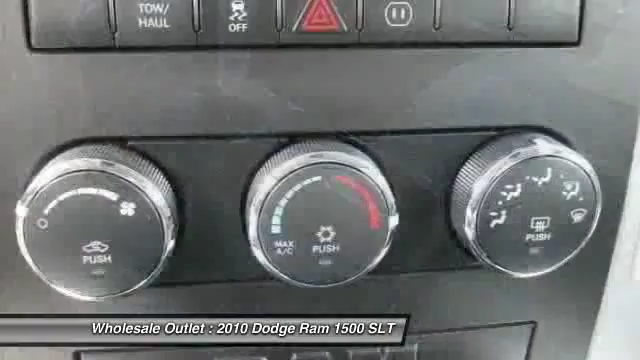 TOW/
HAUL
OFF
PUSH
MAX
A/C
PUSH
PUSH
Wholesale Outlet : 2010 Dodge Ram 1500 SLT